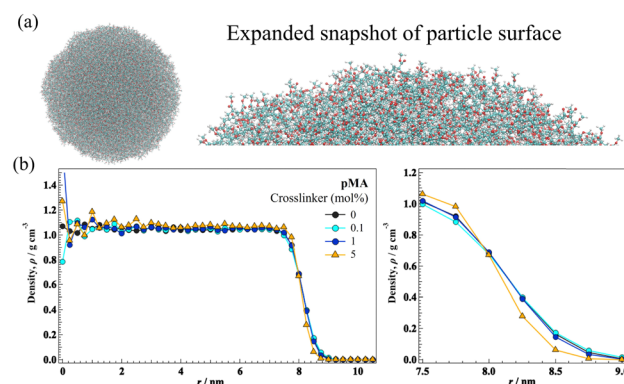 (a)
Expanded snapshot of particle surface
(b)
1.4
1.2
1.0
0.8
0.6
0.4
0.2
0.0
Density, ρ / g cm⁻³
0 2 4 6 8 10
r / nm
pMA
Crosslinker (mol%)
0
0.1
1
5
1.2
1.0
0.8
0.6
0.4
0.2
0.0
Density, ρ / g cm⁻³
7.5 8.0 8.5 9.0
r / nm